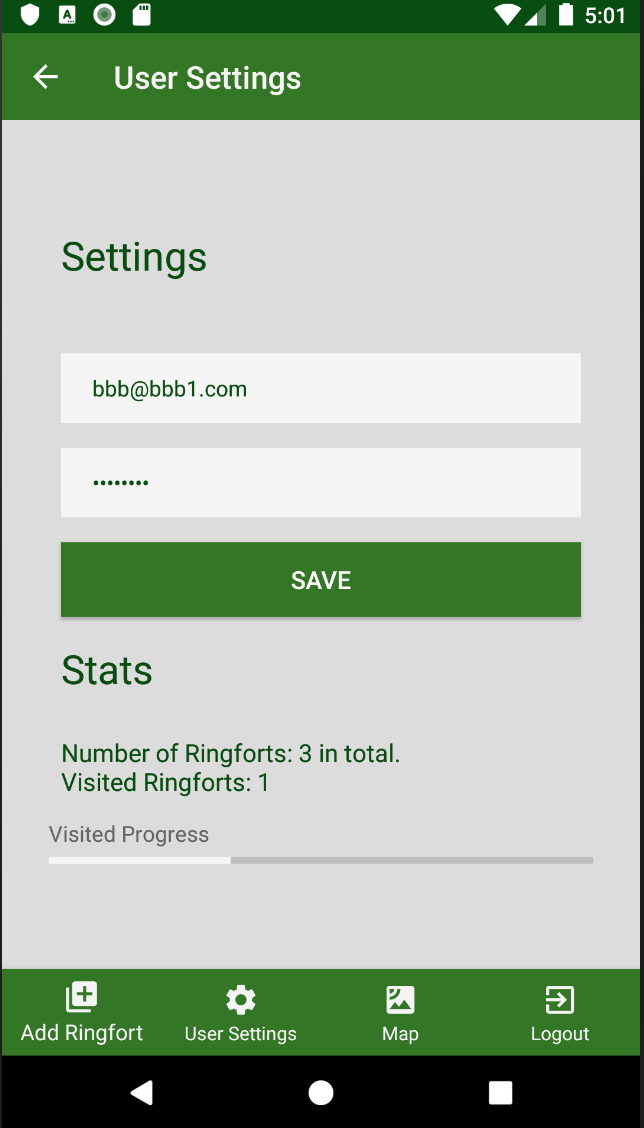 5:01
User Settings
Settings
bbb@bbb1.com
••••••••
SAVE
Stats
Number of Ringforts: 3 in total.
Visited Ringforts: 1
Visited Progress
Add Ringfort
User Settings
Map
Logout